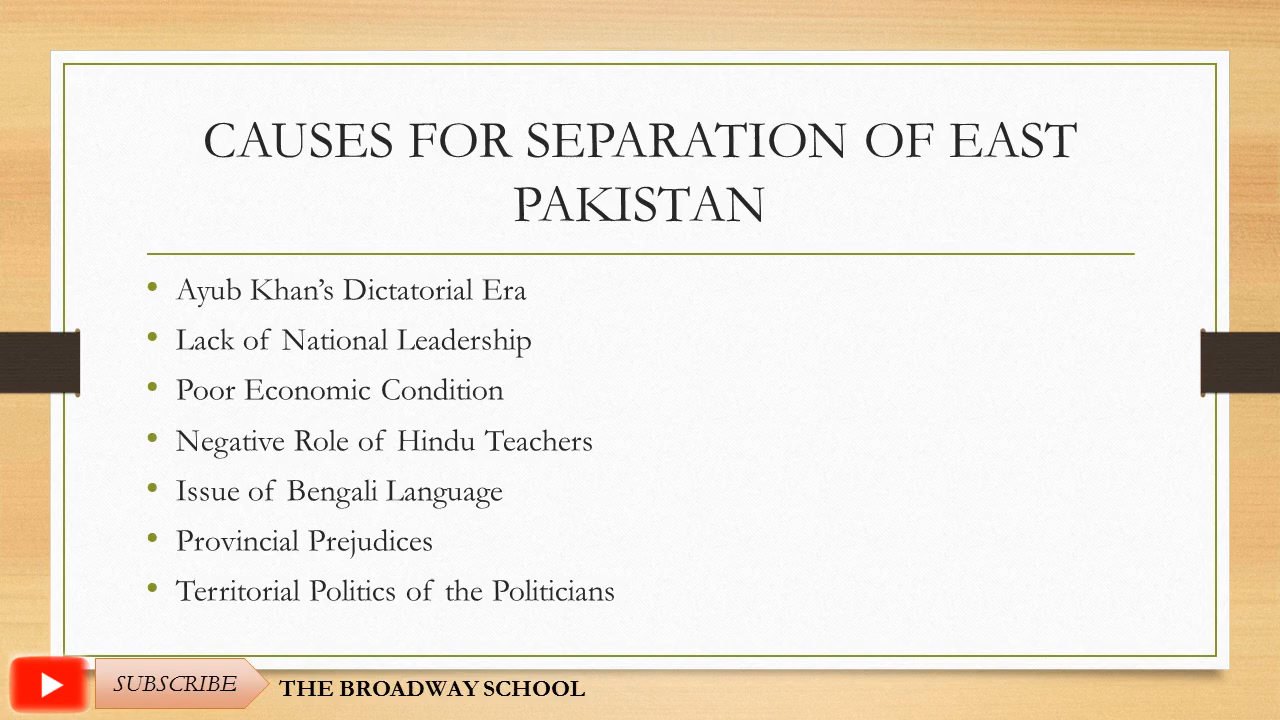 CAUSES FOR SEPARATION OF EAST
PAKISTAN
• Ayub Khan’s Dictatorial Era
• Lack of National Leadership
• Poor Economic Condition
• Negative Role of Hindu Teachers
• Issue of Bengali Language
• Provincial Prejudices
• Territorial Politics of the Politicians
SUBSCRIBE
THE BROADWAY SCHOOL